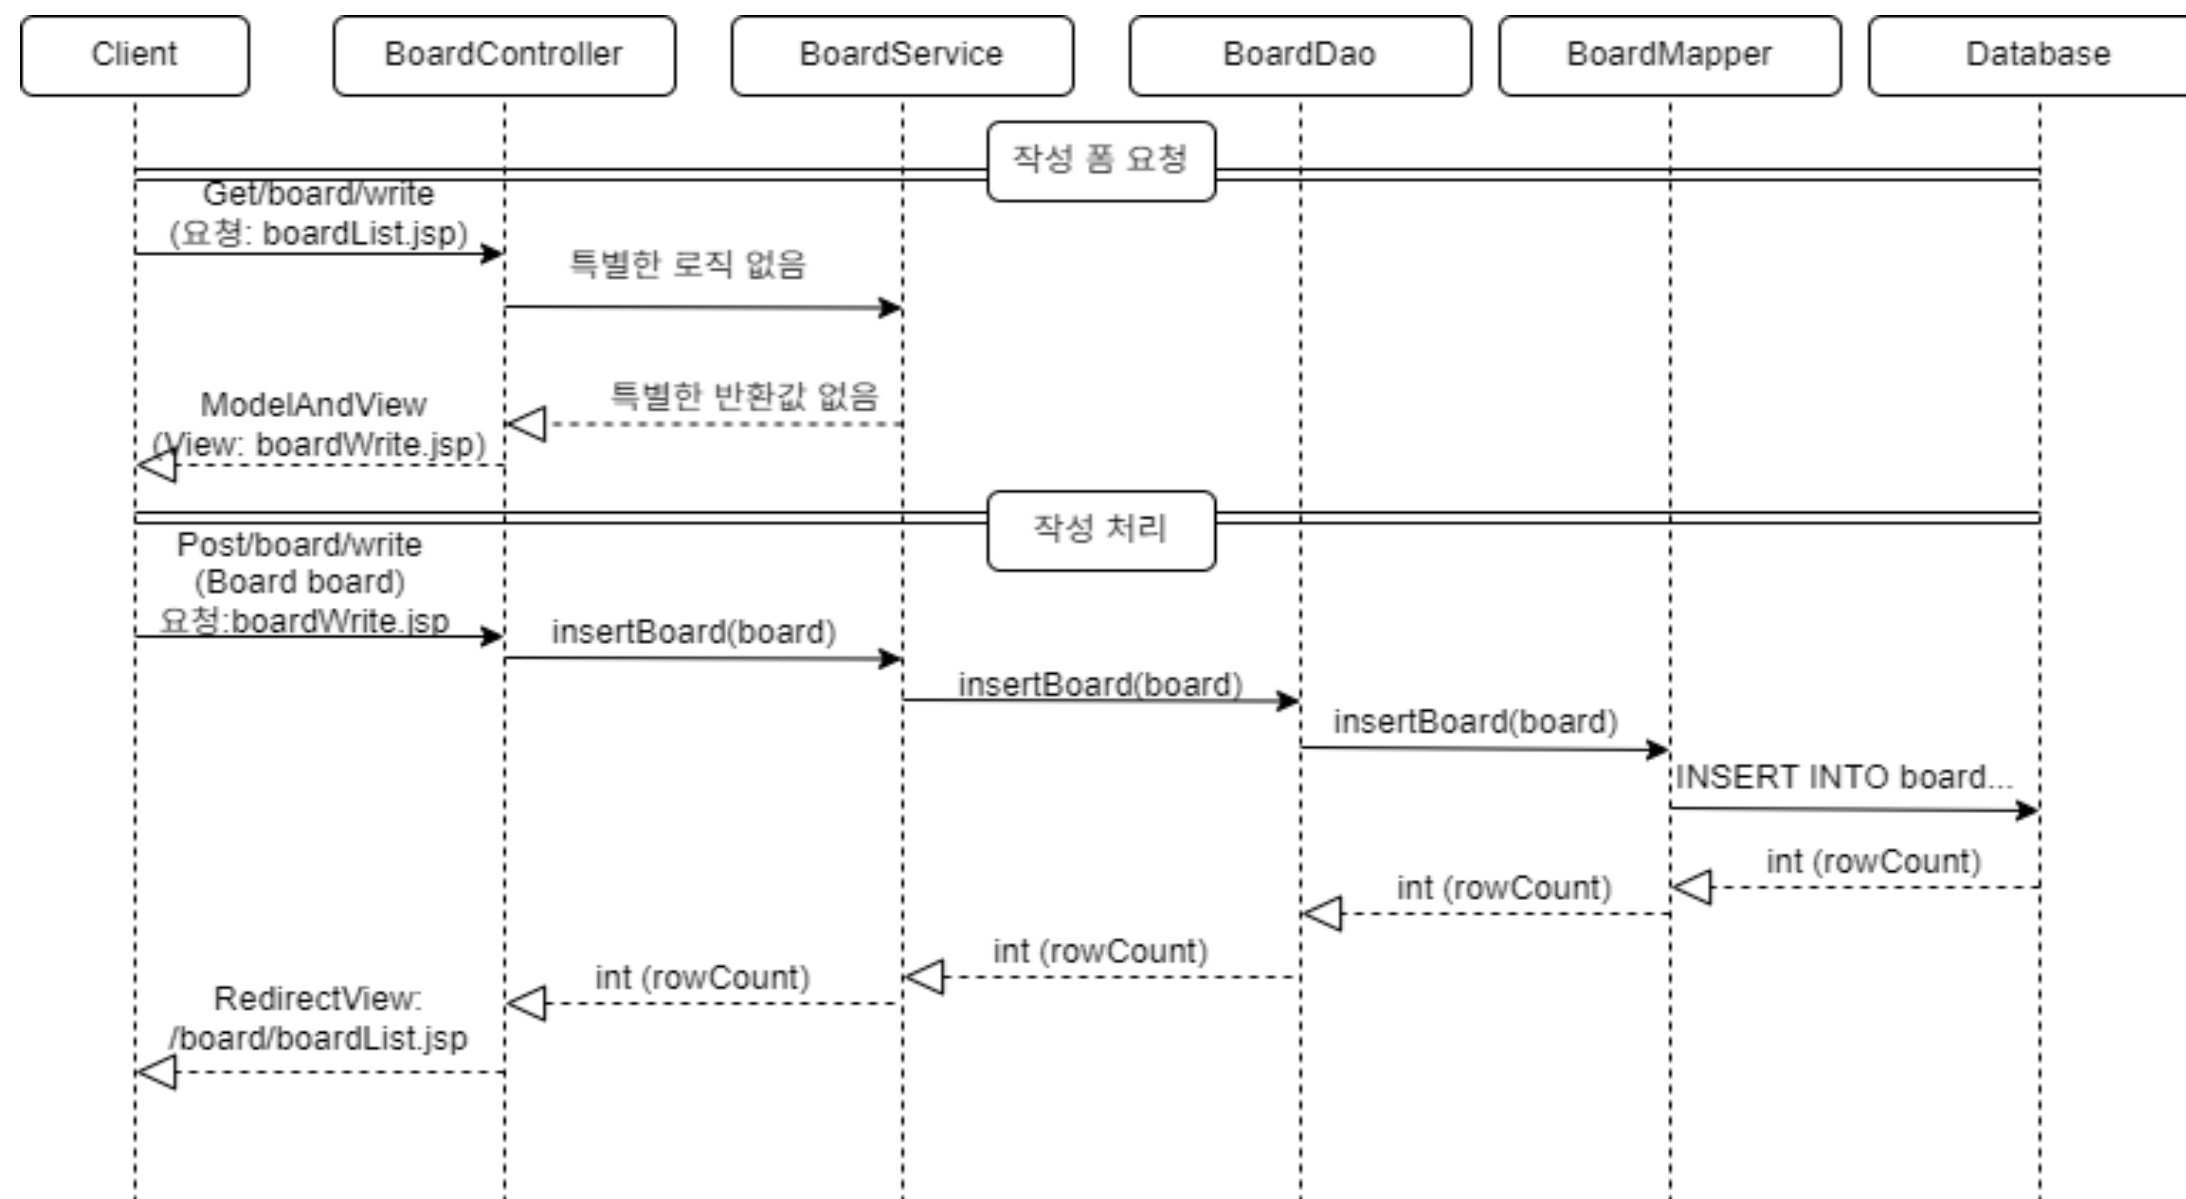 Client
BoardController
BoardService
BoardDao
BoardMapper
Database
작성 폼 요청
Get/board/write
(요청: boardList.jsp)
특별한 로직 없음
특별한 반환값 없음
ModelAndView
(View: boardWrite.jsp)
작성 처리
Post/board/write
(Board board)
요청:boardWrite.jsp
insertBoard(board)
insertBoard(board)
insertBoard(board)
INSERT INTO board...
int (rowCount)
int (rowCount)
int (rowCount)
int (rowCount)
RedirectView:
/board/boardList.jsp